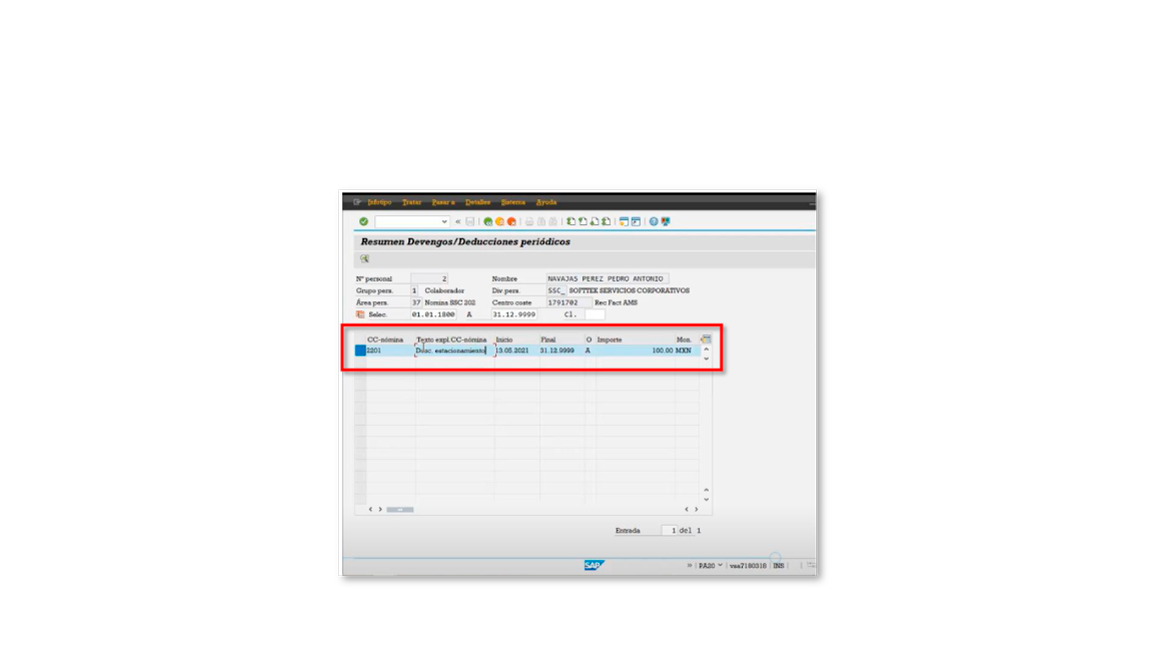 Infotipo Tratar Pasar a Detalles Sistema Ayuda
Resumen Devengos/Deducciones periódicos
Nº personal 2 Nombre NAVAJAS PEREZ PEDRO ANTONIO
Grupo pers. 1 Colaborador Div pers. SSC_ SOFTTEK SERVICIOS CORPORATIVOS
Área pers. 37 Nomina SSC 202 Centro coste 1791702 Rec Fact AMS
Selec. 01.01.1800 A 31.12.9999 Cl.
CC-nómina Texto expl.CC-nómina Inicio Final O Importe Mon.
2201 Desc. estacionamiento 13.05.2021 31.12.9999 A 100.00 MXN
Entrada 1 del 1
SAP PA20 INS